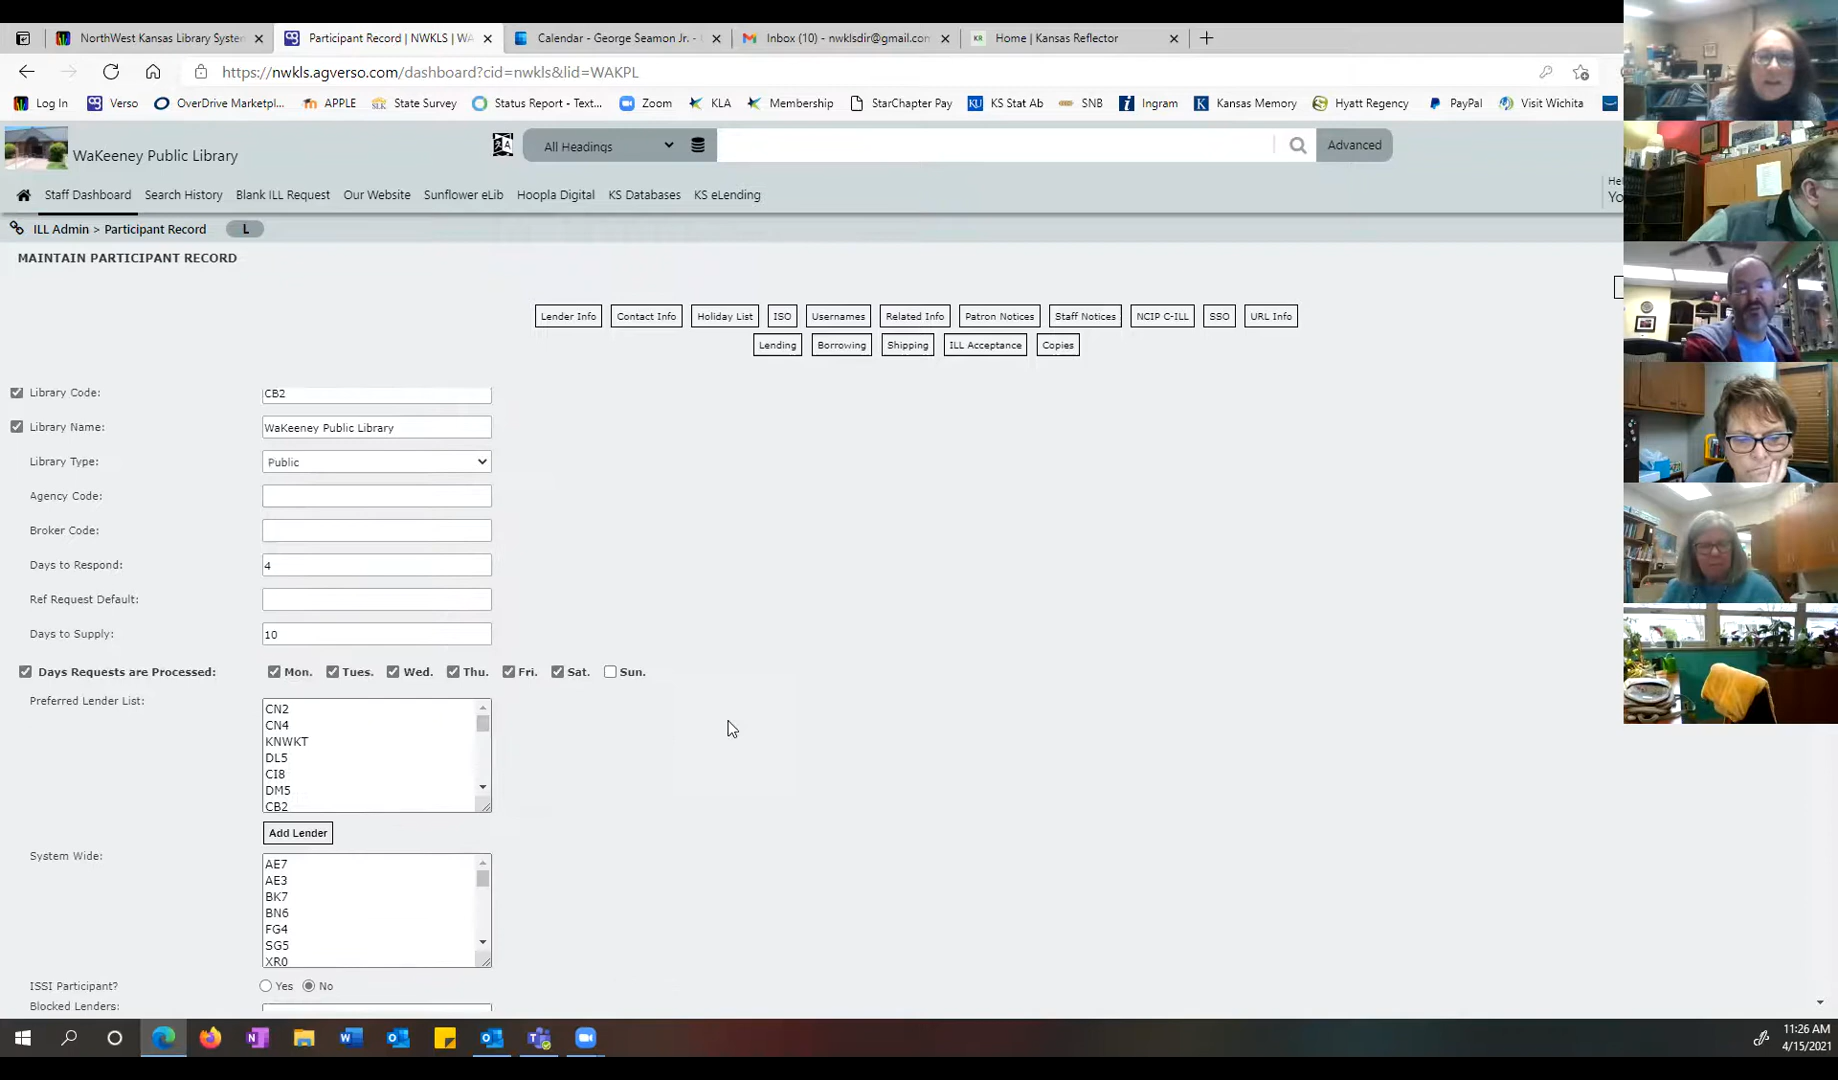 NorthWest Kansas Library System
Participant Record | NWKLS | WA
Calendar - George Seamon Jr. -
Inbox (10) - nwklsdir@gmail.com
KR Home | Kansas Reflector
https://nwkls.agverso.com/dashboard?cid=nwkls&lid=WAKPL
Log In Verso OverDrive Marketpl... APPLE State Survey Status Report - Text... Zoom KLA Membership StarChapter Pay KS Stat Ab SNB Ingram Kansas Memory Hyatt Regency PayPal Visit Wichita
WaKeeney Public Library
All Headings
Advanced
Staff Dashboard Search History Blank ILL Request Our Website Sunflower eLib Hoopla Digital KS Databases KS eLending
ILL Admin > Participant Record L
MAINTAIN PARTICIPANT RECORD
Lender Info Contact Info Holiday List ISO Usernames Related Info Patron Notices Staff Notices NCIP C-ILL SSO URL Info
Lending Borrowing Shipping ILL Acceptance Copies
Library Code: CB2
Library Name: WaKeeney Public Library
Library Type: Public
Agency Code:
Broker Code:
Days to Respond: 4
Ref Request Default:
Days to Supply: 10
Days Requests are Processed: Mon. Tues. Wed. Thu. Fri. Sat. Sun.
Preferred Lender List:
CN2
CN4
KNWKT
DL5
CI8
DM5
CB2
Add Lender
System Wide:
AE7
AE3
BK7
BN6
FG4
SG5
XR0
ISSI Participant? Yes No
Blocked Lenders:
11:26 AM
4/15/2021